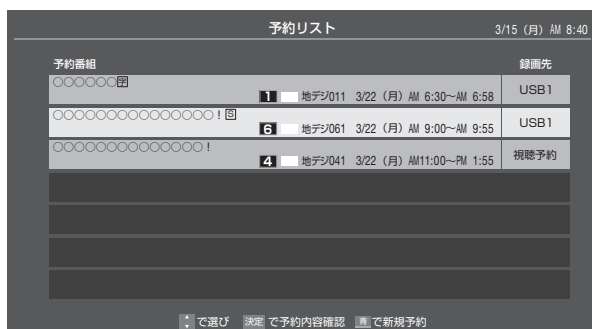 予約リスト 3/15（月）AM 8:40
予約番組 録画先
○○○○○○字
1 地デジ011 3/22（月）AM 6:30〜AM 6:58 USB1
○○○○○○○○○○○○○○○！S
6 地デジ061 3/22（月）AM 9:00〜AM 9:55 USB1
○○○○○○○○○○○○○○！
4 地デジ041 3/22（月）AM11:00〜PM 1:55 視聴予約
で選び 決定 で予約内容確認 青 で新規予約